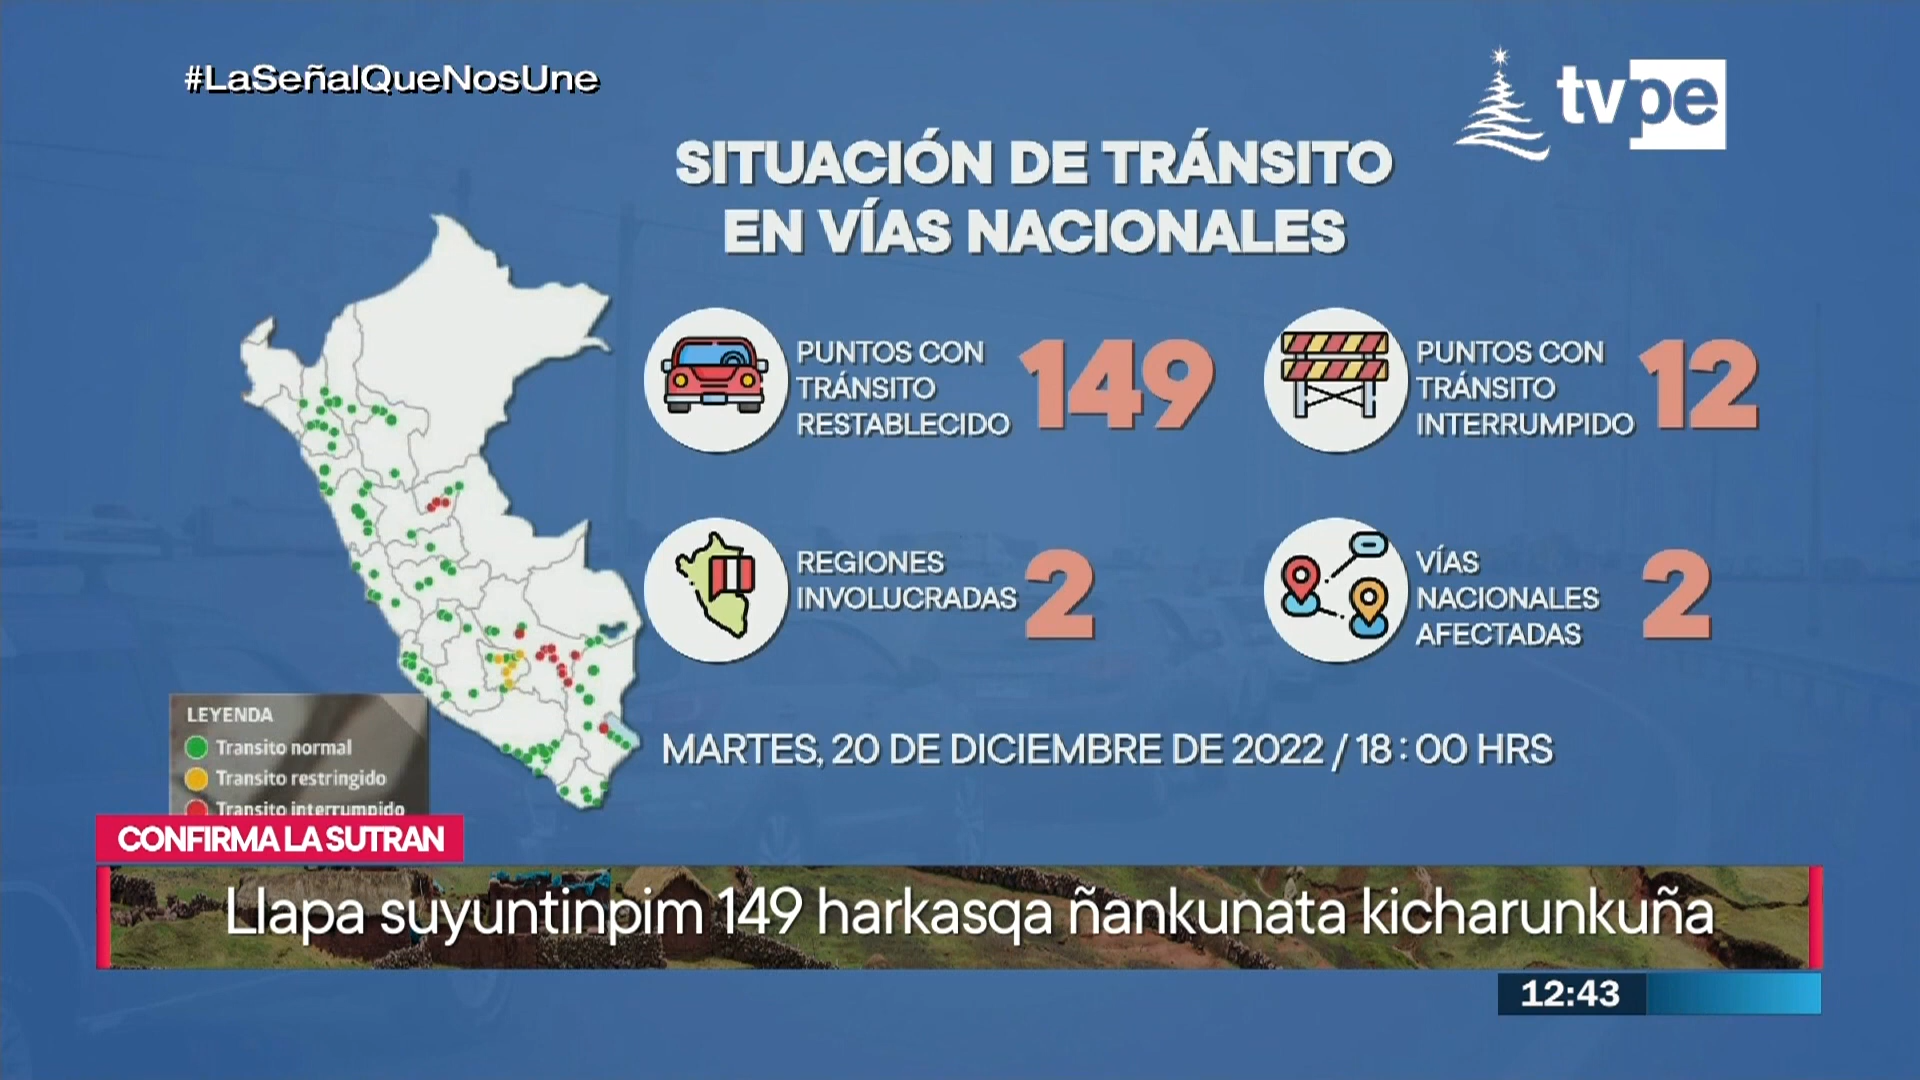 #LaSeñalQueNosUne
tvpe
SITUACIÓN DE TRÁNSITO
EN VÍAS NACIONALES
PUNTOS CON
TRÁNSITO
RESTABLECIDO
149
PUNTOS CON
TRÁNSITO
INTERRUMPIDO
12
REGIONES
INVOLUCRADAS
2
VÍAS
NACIONALES
AFECTADAS
2
MARTES, 20 DE DICIEMBRE DE 2022 / 18:00 HRS
LEYENDA
Transito normal
Transito restringido
Transito interrumpido
CONFIRMA LA SUTRAN
Llapa suyuntinpim 149 harkasqa ñankunata kicharunkuña
12:43